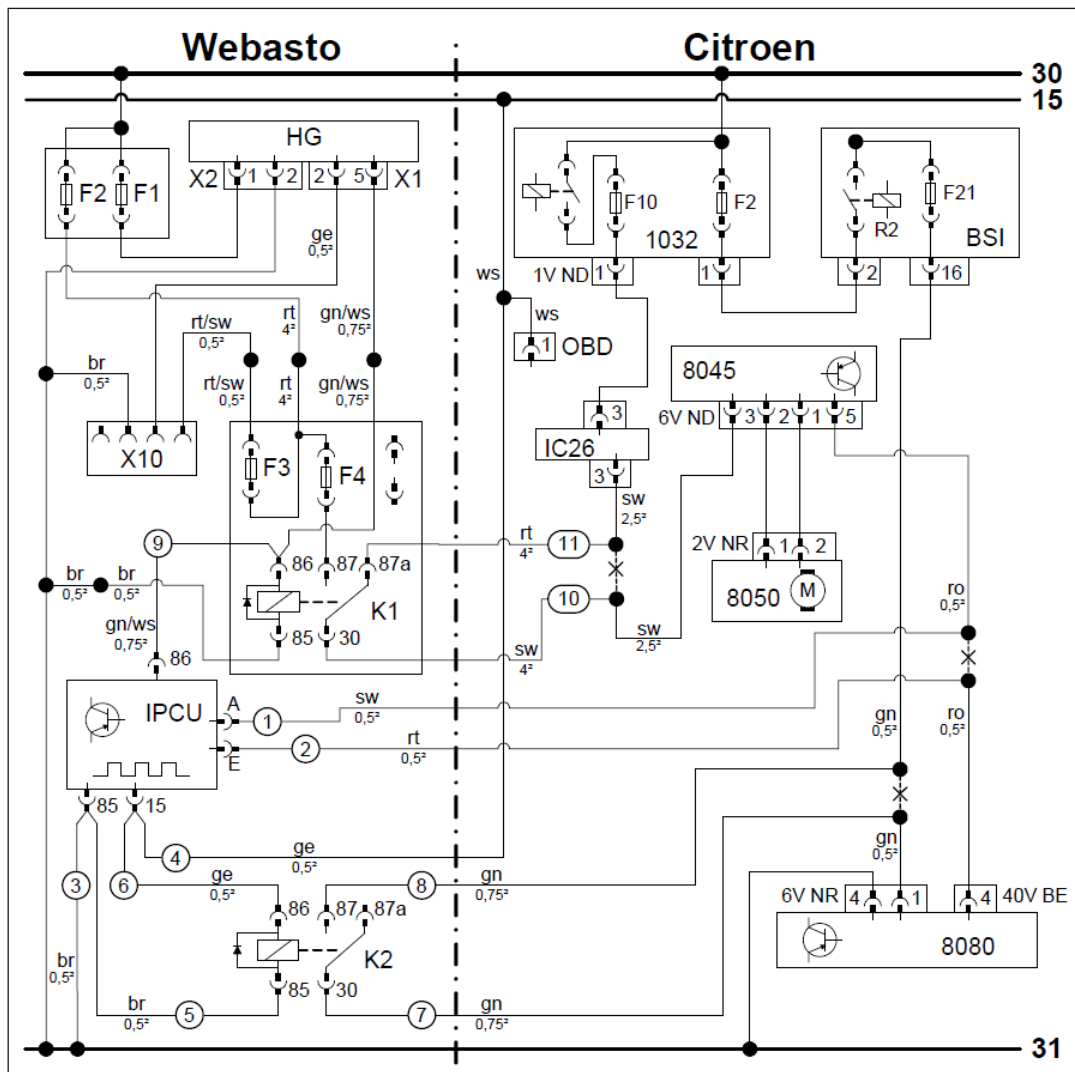 Webasto Citroen
30
15
HG
X2 1 2 2 5 X1
F2 F1
F10 F2
F21
R2
1032
BSI
1V ND 1 1 2 16
ge
0,5²
ws
ws
1 OBD
rt/sw
0,5²
rt
4²
gn/ws
0,75²
br
0,5²
rt/sw
0,5²
rt
4²
gn/ws
0,75²
8045
6V ND 3 2 1 5
3
IC26
3
X10
F3 F4
sw
2,5²
9
86 87 87a
rt
4²
11
2V NR 1 2
8050 M
br
0,5²
br
0,5²
K1
10
ro
0,5²
gn/ws
0,75²
86
85 30
sw
4²
sw
2,5²
IPCU
A
1
sw
0,5²
E
2
rt
0,5²
gn
0,5²
ro
0,5²
85 15
4
ge
0,5²
gn
0,5²
3 6
ge
0,5²
8
gn
0,75²
86 87 87a
6V NR 4 1 4 40V BE
8080
K2
br
0,5²
85 30
br
0,5²
5
7
gn
0,75²
31